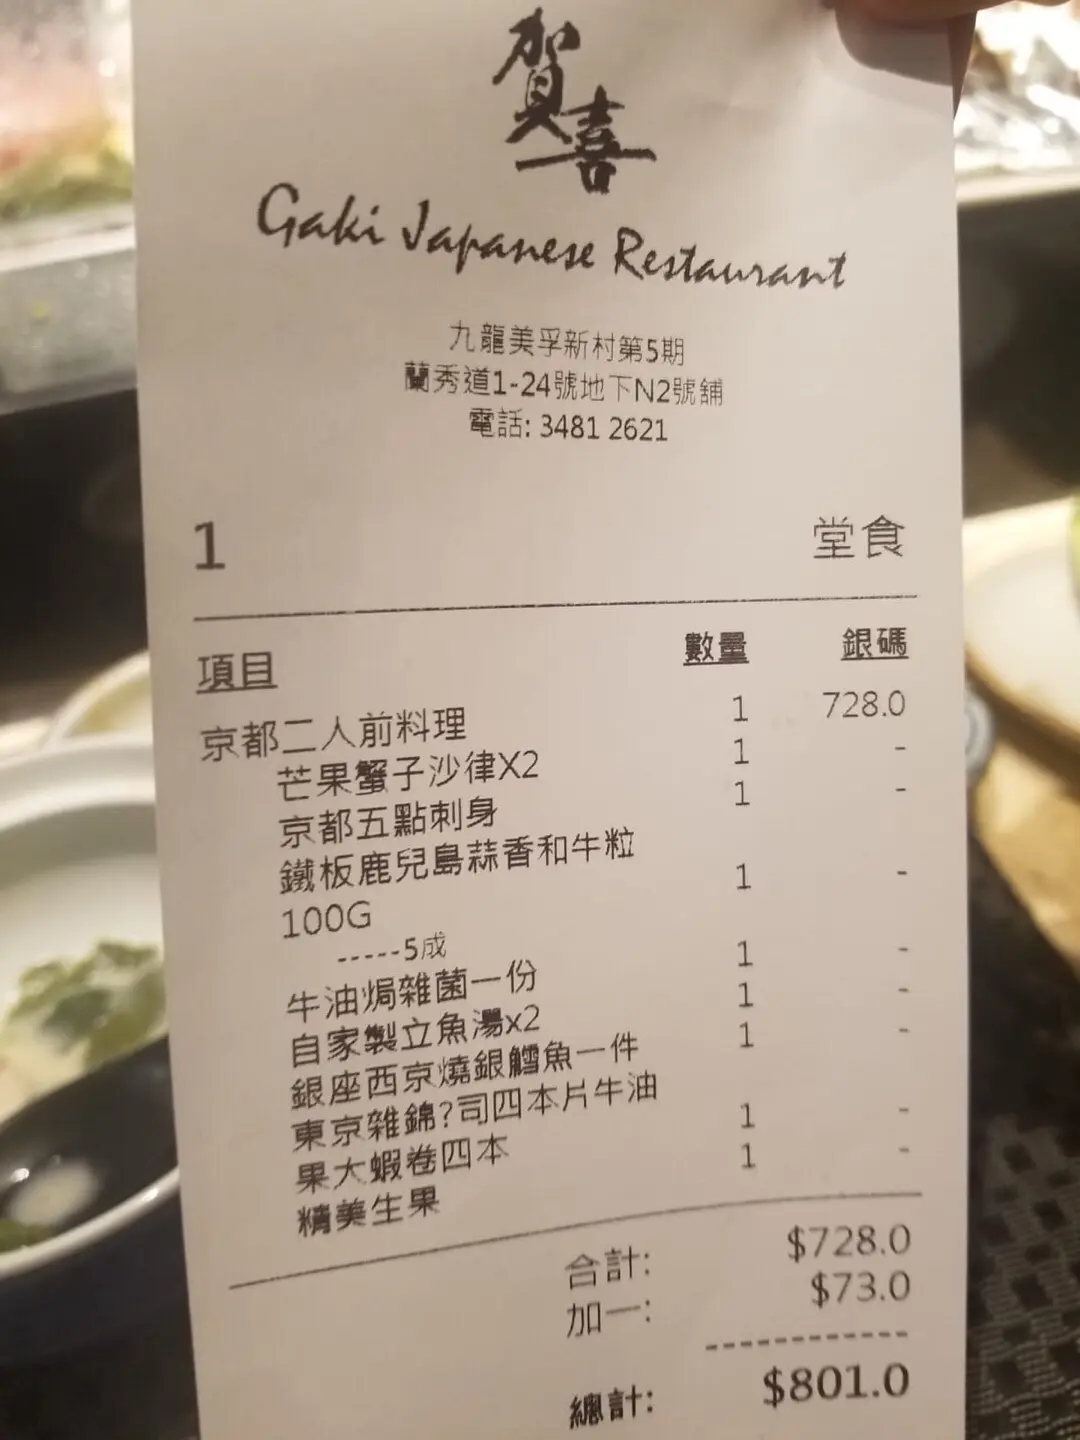 賀喜
Gaki Japanese Restaurant
九龍美孚新村第5期
蘭秀道1-24號地下N2號舖
電話: 3481 2621
1 堂食
項目 數量 銀碼
京都二人前料理 1 728.0
芒果蟹子沙律X2 1 -
京都五點刺身 1 -
鐵板鹿兒島蒜香和牛粒
100G 1 -
-----5成
牛油焗雜菌一份 1 -
自家製立魚湯x2 1 -
銀座西京燒銀鱈魚一件 1 -
東京雜錦?司四本片牛油
果大蝦卷四本 1 -
精美生果 1 -
合計: $728.0
加一: $73.0
------------
總計: $801.0